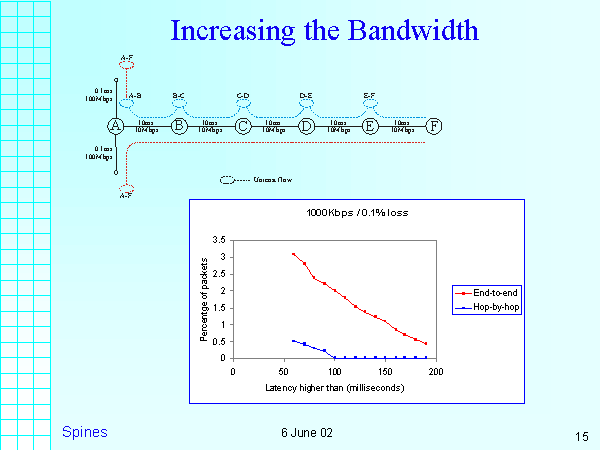 Increasing the Bandwidth
A-F
0.1ms
100Mbps
A-B
B-C
C-D
D-E
E-F
A
10ms
10Mbps
B
10ms
10Mbps
C
10ms
10Mbps
D
10ms
10Mbps
E
10ms
10Mbps
F
0.1ms
100Mbps
A-F
Unicast Flow
1000Kbps / 0.1% loss
Percentge of packets
3.5
3
2.5
2
1.5
1
0.5
0
0
50
100
150
200
Latency higher than (milliseconds)
End-to-end
Hop-by-hop
Spines
6 June 02
15